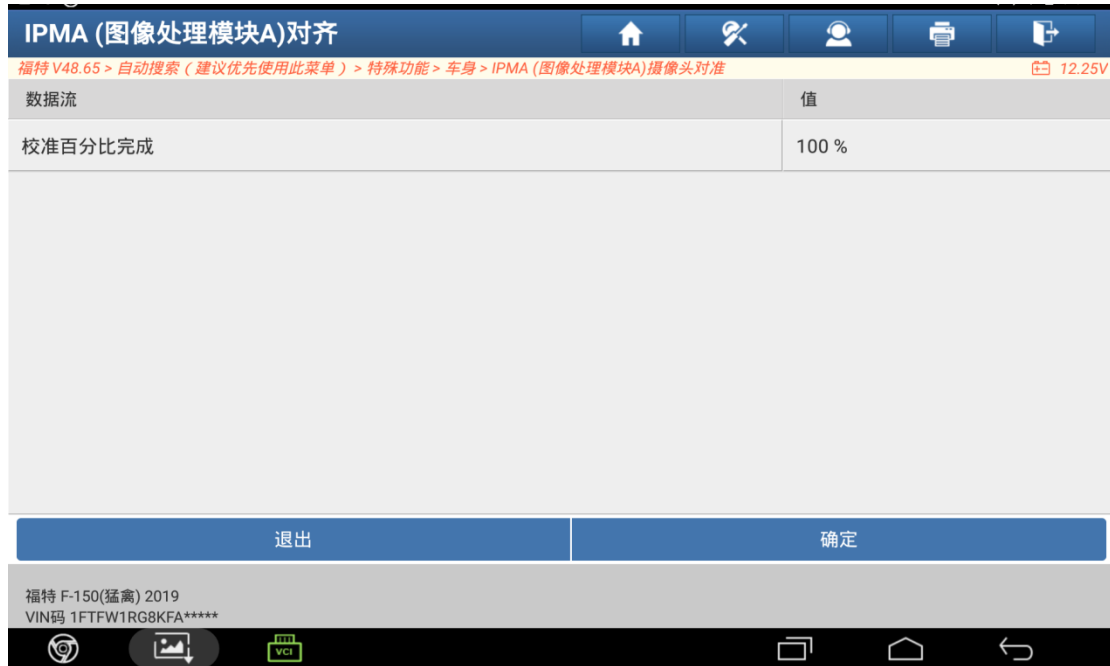 IPMA (图像处理模块A)对齐
福特 V48.65 > 自动搜索（建议优先使用此菜单）> 特殊功能 > 车身 > IPMA (图像处理模块A)摄像头对准 12.25V
数据流 值
校准百分比完成 100 %
退出 确定
福特 F-150(猛禽) 2019
VIN码 1FTFW1RG8KFA*****
VCI